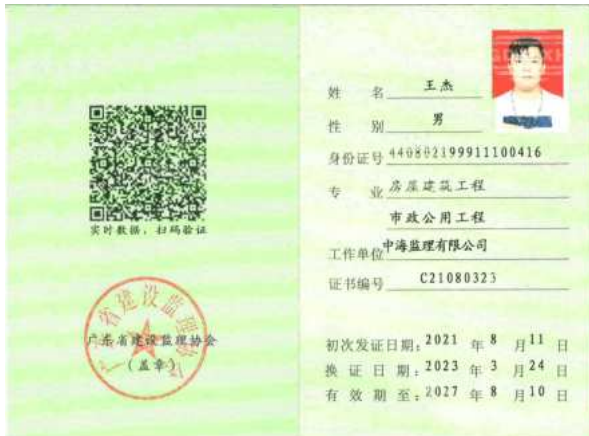 实时数据,扫码验证
广东省建设监理协会
(盖章)
姓 名 王杰
性 别 男
身份证号 440802199911100416
专 业 房屋建筑工程
市政公用工程
工作单位 中海监理有限公司
证书编号 C21080323
初次发证日期:2021 年 8 月 11 日
换 证 日 期:2023 年 3 月 24 日
有 效 期 至:2027 年 8 月 10 日